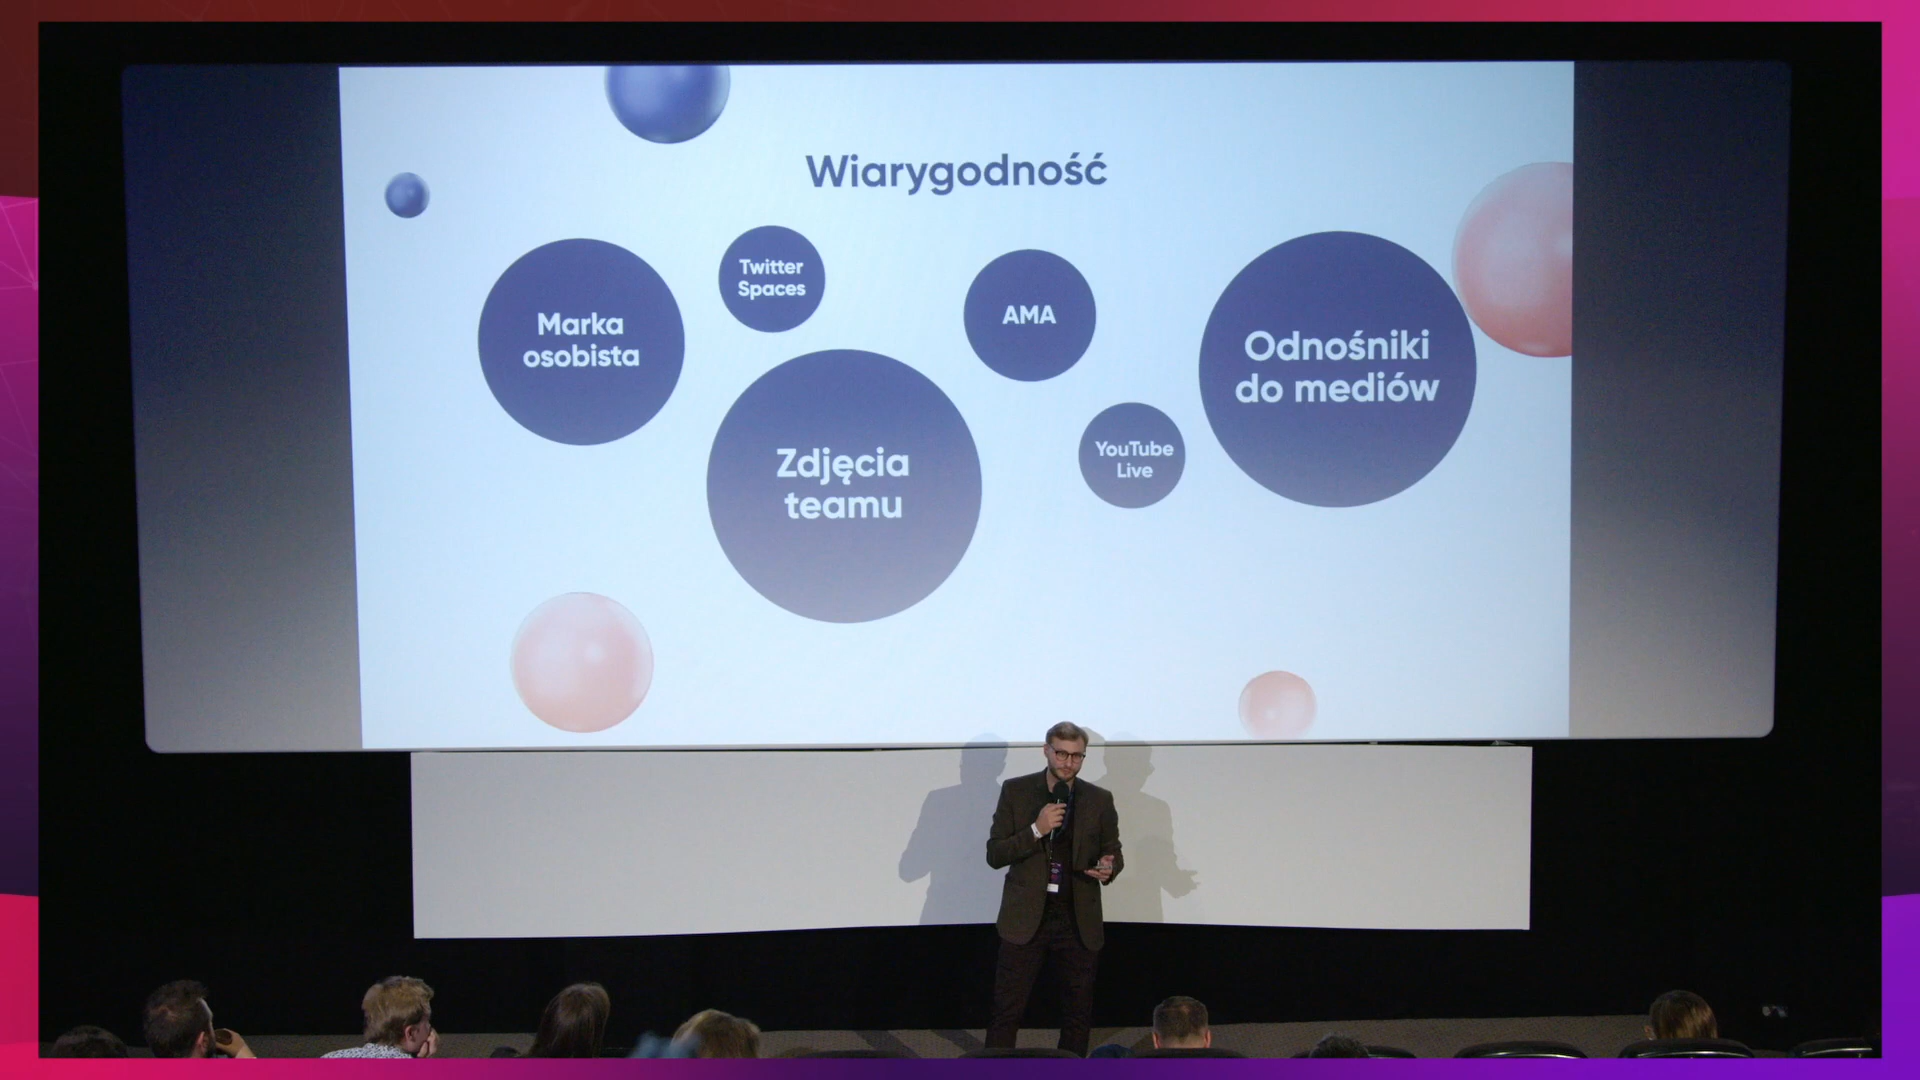 Wiarygodność
Marka
osobista
Twitter
Spaces
Zdjęcia
teamu
AMA
YouTube
Live
Odnośniki
do mediów